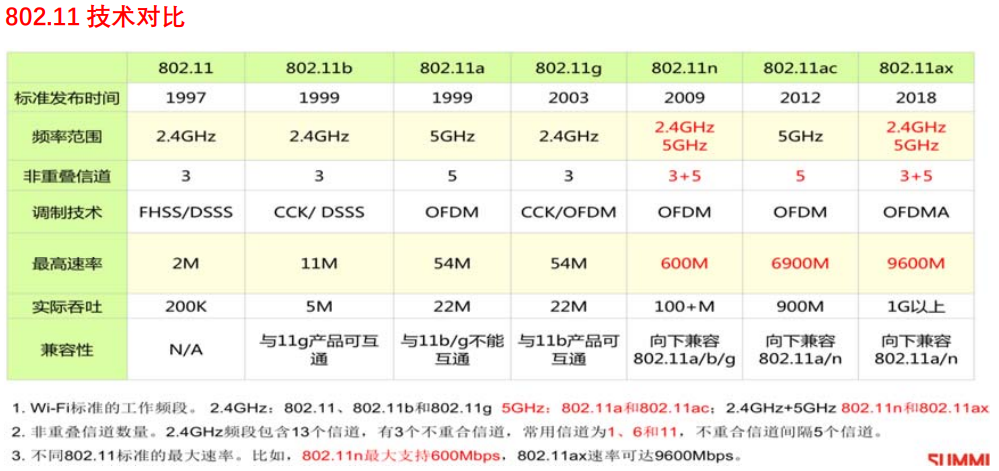 802.11 技术对比
802.11 802.11b 802.11a 802.11g 802.11n 802.11ac 802.11ax
标准发布时间 1997 1999 1999 2003 2009 2012 2018
频率范围 2.4GHz 2.4GHz 5GHz 2.4GHz 2.4GHz 5GHz 5GHz 2.4GHz 5GHz
非重叠信道 3 3 5 3 3+5 5 3+5
调制技术 FHSS/DSSS CCK/ DSSS OFDM CCK/OFDM OFDM OFDM OFDMA
最高速率 2M 11M 54M 54M 600M 6900M 9600M
实际吞吐 200K 5M 22M 22M 100+M 900M 1G以上
兼容性 N/A 与11g产品可互通 与11b/g不能互通 与11b产品可互通 向下兼容802.11a/b/g 向下兼容802.11a/n 向下兼容802.11a/n
1. Wi-Fi标准的工作频段。 2.4GHz：802.11、802.11b和802.11g 5GHz：802.11a和802.11ac；2.4GHz+5GHz 802.11n和802.11ax
2. 非重叠信道数量。2.4GHz频段包含13个信道，有3个不重合信道，常用信道为1、6和11，不重合信道间隔5个信道。
3. 不同802.11标准的最大速率。比如，802.11n最大支持600Mbps，802.11ax速率可达9600Mbps。